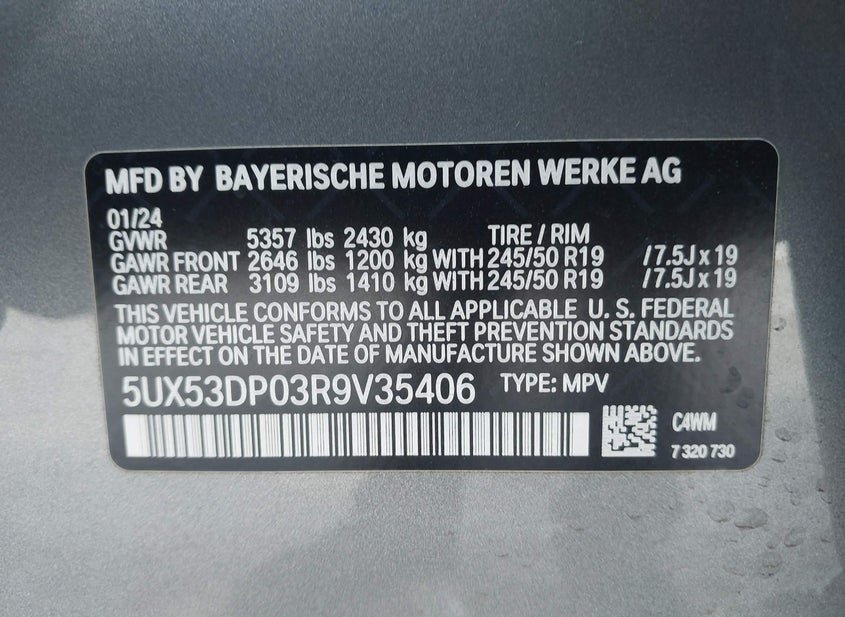 MFD BY BAYERISCHE MOTOREN WERKE AG
01/24
GVWR 5357 lbs 2430 kg TIRE / RIM
GAWR FRONT 2646 lbs 1200 kg WITH 245/50 R19 /7.5J x 19
GAWR REAR 3109 lbs 1410 kg WITH 245/50 R19 /7.5J x 19
THIS VEHICLE CONFORMS TO ALL APPLICABLE U. S. FEDERAL
MOTOR VEHICLE SAFETY AND THEFT PREVENTION STANDARDS
IN EFFECT ON THE DATE OF MANUFACTURE SHOWN ABOVE.
5UX53DP03R9V35406 TYPE: MPV
C4WM
7 320 730